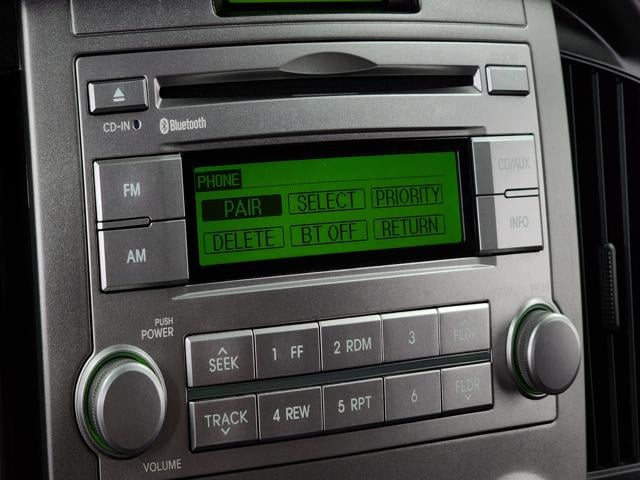 CD-IN
Bluetooth
FM
AM
PHONE
PAIR SELECT PRIORITY
DELETE BT OFF RETURN
CD/AUX
INFO
PUSH
POWER
VOLUME
SEEK 1 FF 2 RDM 3 FLDR
TRACK 4 REW 5 RPT 6 FLDR